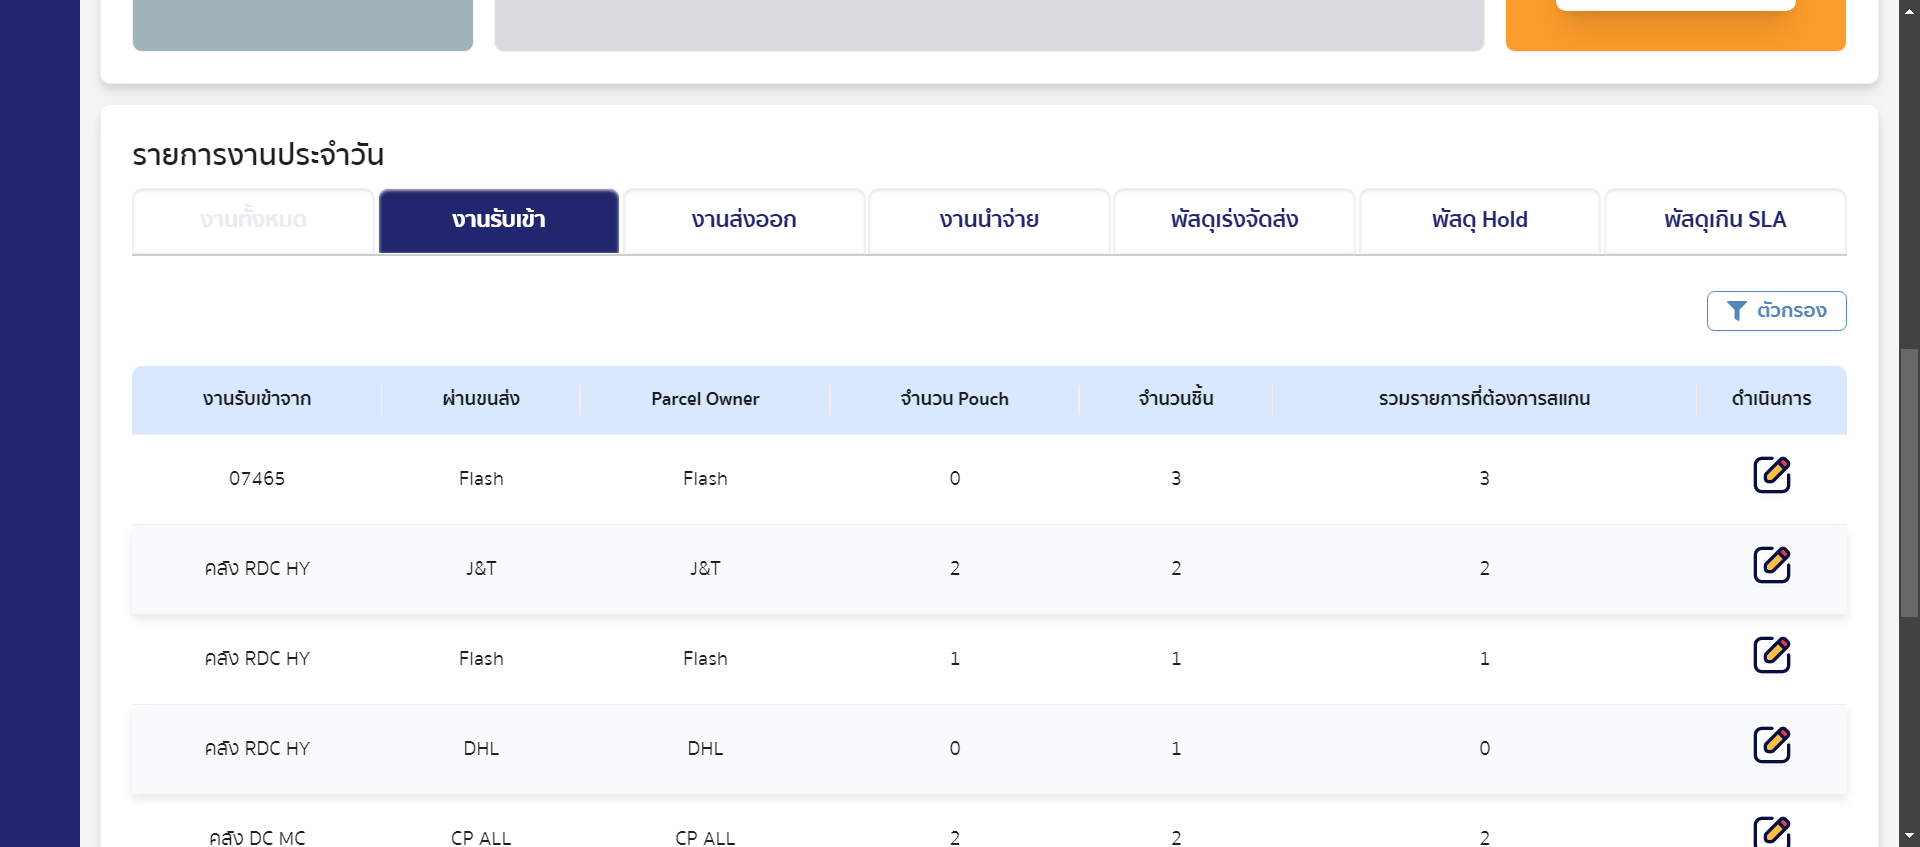 รายการงานประจำวัน
งานทั้งหมด งานรับเข้า งานส่งออก งานนำจ่าย พัสดุเร่งจัดส่ง พัสดุ Hold พัสดุเกิน SLA
ตัวกรอง
งานรับเข้าจาก ผ่านขนส่ง Parcel Owner จำนวน Pouch จำนวนชิ้น รวมรายการที่ต้องการสแกน ดำเนินการ
07465 Flash Flash 0 3 3
คลัง RDC HY J&T J&T 2 2 2
คลัง RDC HY Flash Flash 1 1 1
คลัง RDC HY DHL DHL 0 1 0
คลัง DC MC CP ALL CP ALL 2 2 2